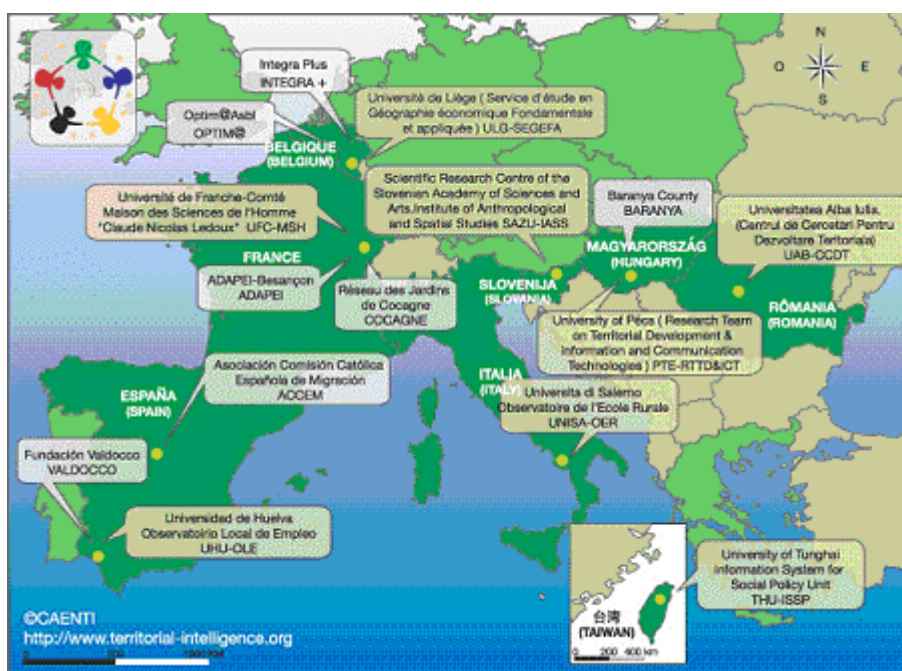 N
O
E
S
Integra Plus
INTEGRA +
Optim@Asbl
OPTIM@
Université de Liège ( Service d'étude en
Géographie économique Fondamentale
et appliquée ) ULG-SEGEFA
BELGIQUE
(BELGIUM)
Scientific Research Centre of the
Slovenian Academy of Sciences and
Arts.Institute of Anthropological
and Spatial Studies SAZU-IASS
Baranya County
BARANYA
Universitatea Alba Iulia.
(Centrul de Cercetari Pentru
Dezvoltare Teritoriala)
UAB-CCDT
Université de Franche-Comté
Maison des Sciences de l'Homme
"Claude Nicolas Ledoux" UFC-MSH
FRANCE
MAGYARORSZÁG
(HUNGARY)
ADAPEI-Besançon
ADAPEI
Réseau des Jardins
de Cocagne
COCAGNE
SLOVENIJA
(SLOVANIA)
RÔMANIA
(ROMANIA)
University of Pécs ( Research Team
on Territorial Development &
Information and Communication
Technologies ) PTE-RTTD&ICT
Asociación Comisión Católica
Española de Migración
ACCEM
ITALIA
(ITALY)
ESPAÑA
(SPAIN)
Universita di Salerno
Observatoire de l'Ecole Rurale
UNISA-OER
Fundación Valdocco
VALDOCCO
Universidad de Huelva
Observatoirio Local de Empleo
UHU-OLE
University of Tunghai
Information System for
Social Policy Unit
THU-ISSP
台湾
(TAIWAN)
0 200 400 km
©CAENTI
http://www.territorial-intelligence.org
0 500 1000 KM